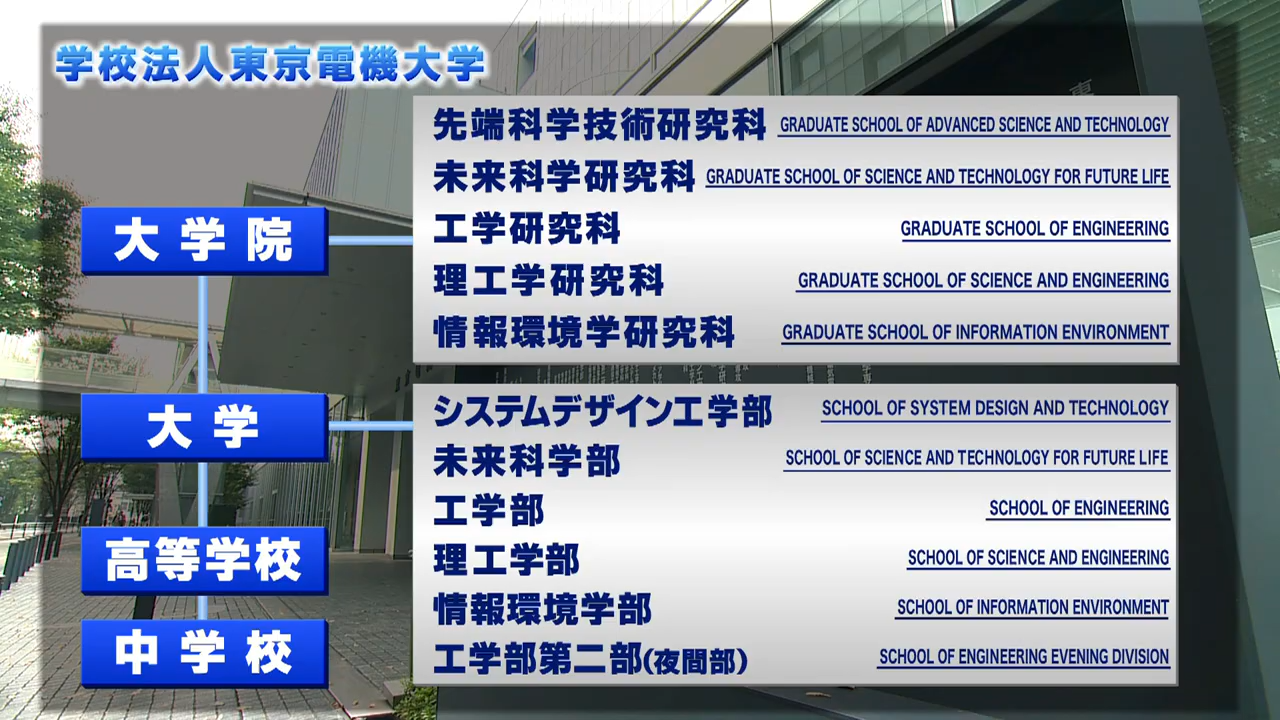 学校法人東京電機大学
大学院
先端科学技術研究科 GRADUATE SCHOOL OF ADVANCED SCIENCE AND TECHNOLOGY
未来科学研究科 GRADUATE SCHOOL OF SCIENCE AND TECHNOLOGY FOR FUTURE LIFE
工学研究科 GRADUATE SCHOOL OF ENGINEERING
理工学研究科 GRADUATE SCHOOL OF SCIENCE AND ENGINEERING
情報環境学研究科 GRADUATE SCHOOL OF INFORMATION ENVIRONMENT
大学
システムデザイン工学部 SCHOOL OF SYSTEM DESIGN AND TECHNOLOGY
未来科学部 SCHOOL OF SCIENCE AND TECHNOLOGY FOR FUTURE LIFE
工学部 SCHOOL OF ENGINEERING
理工学部 SCHOOL OF SCIENCE AND ENGINEERING
情報環境学部 SCHOOL OF INFORMATION ENVIRONMENT
工学部第二部(夜間部) SCHOOL OF ENGINEERING EVENING DIVISION
高等学校
中学校